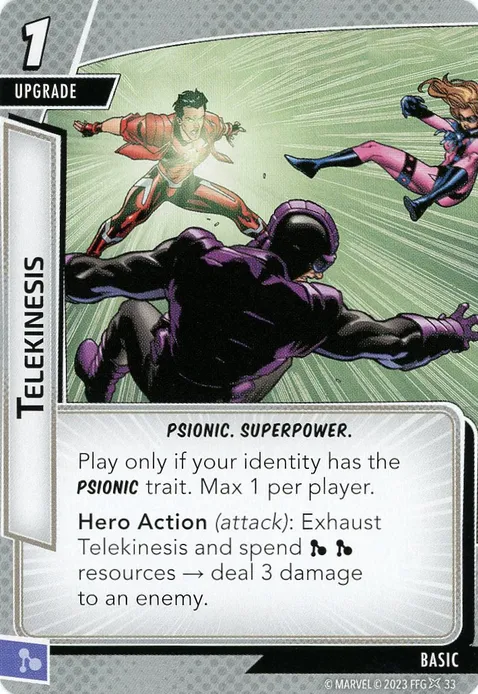 1
UPGRADE
TELEKINESIS
PSIONIC. SUPERPOWER.
Play only if your identity has the
PSIONIC trait. Max 1 per player.
Hero Action (attack): Exhaust
Telekinesis and spend
resources → deal 3 damage
to an enemy.
BASIC
© MARVEL © 2023 FFG 33